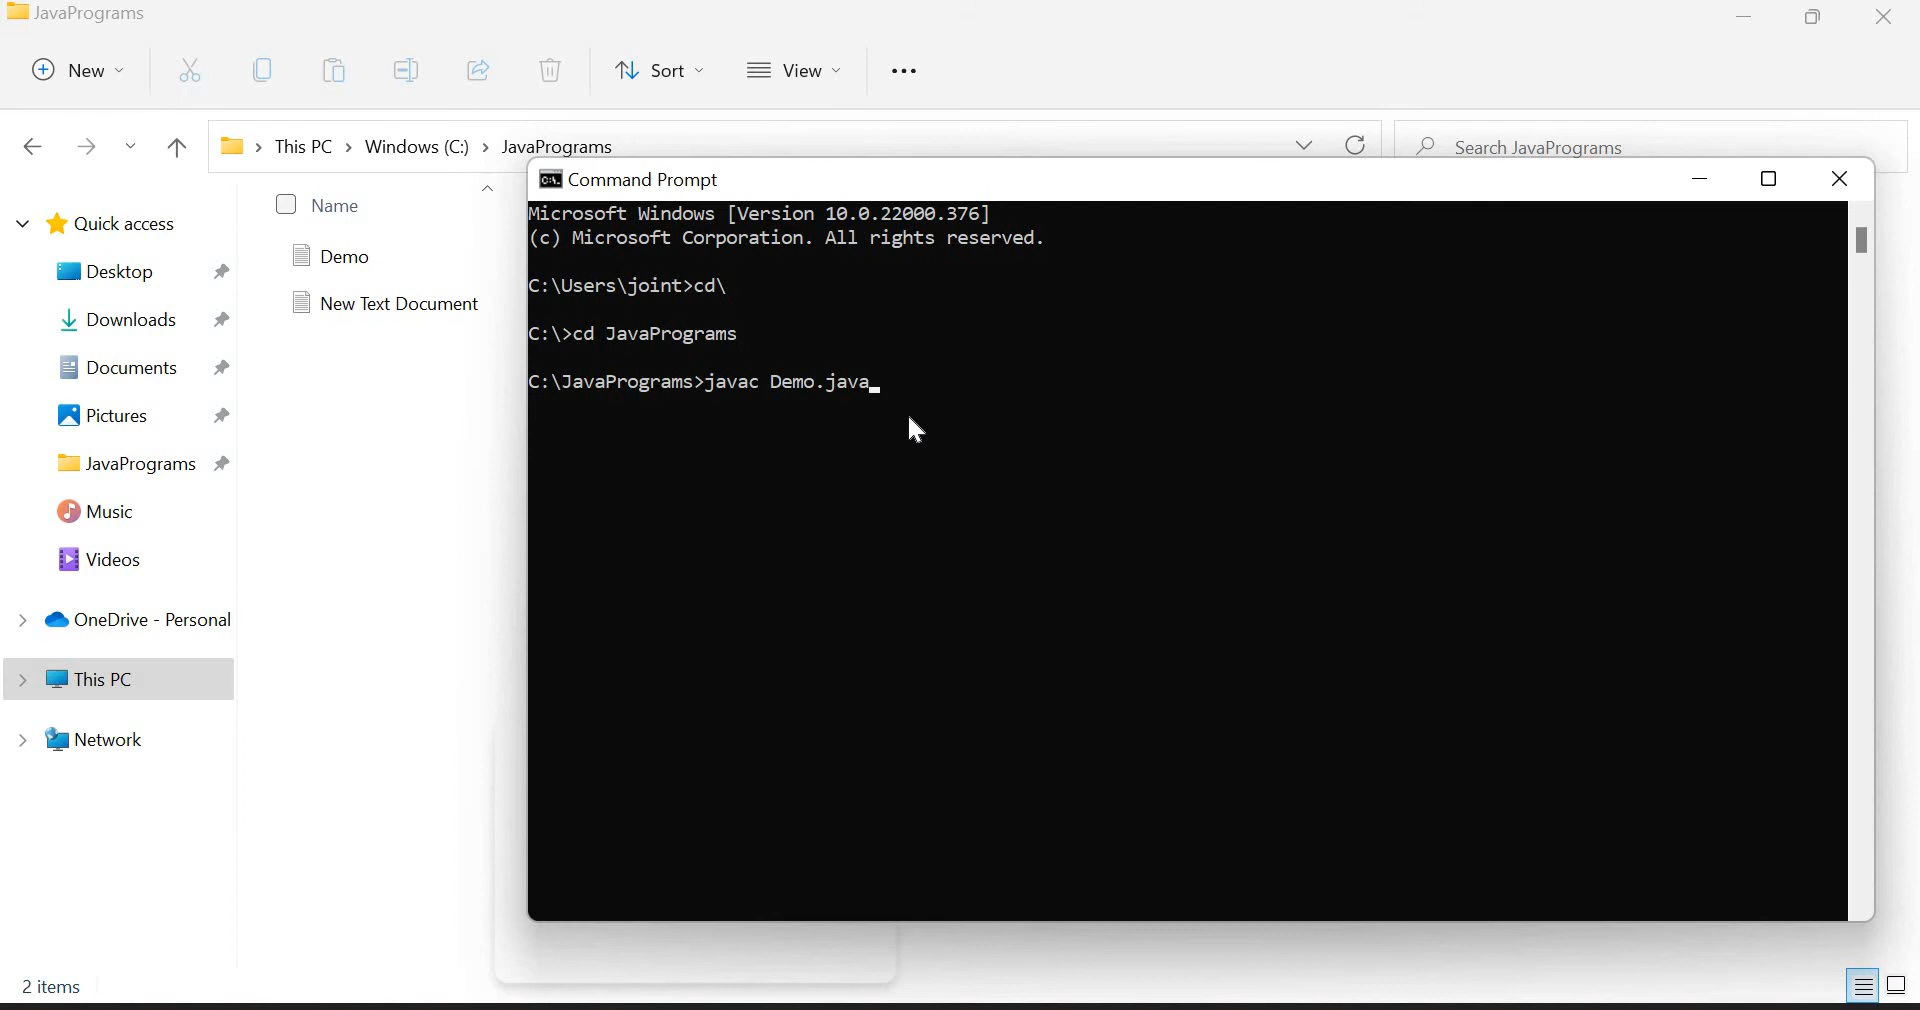 JavaPrograms
New
Sort
View
This PC > Windows (C:) > JavaPrograms
Search JavaPrograms
Quick access
Desktop
Downloads
Documents
Pictures
JavaPrograms
Music
Videos
OneDrive - Personal
This PC
Network
Name
Demo
New Text Document
C:\.
Command Prompt
Microsoft Windows [Version 10.0.22000.376]
(c) Microsoft Corporation. All rights reserved.
C:\Users\joint>cd\
C:\>cd JavaPrograms
C:\JavaPrograms>javac Demo.java_
2 items